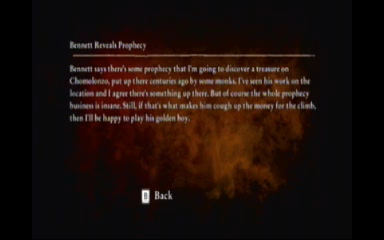 Bennett Reveals Prophecy
Bennett says there's some prophecy that I'm going to discover a treasure on
Chomolonzo, put up there centuries ago by some monks. I've seen his work on the
location and I agree there's something up there. But of course the whole prophecy
business is insane. Still, if that's what makes him cough up the money for the climb,
then I'll be happy to play his golden boy.
B Back